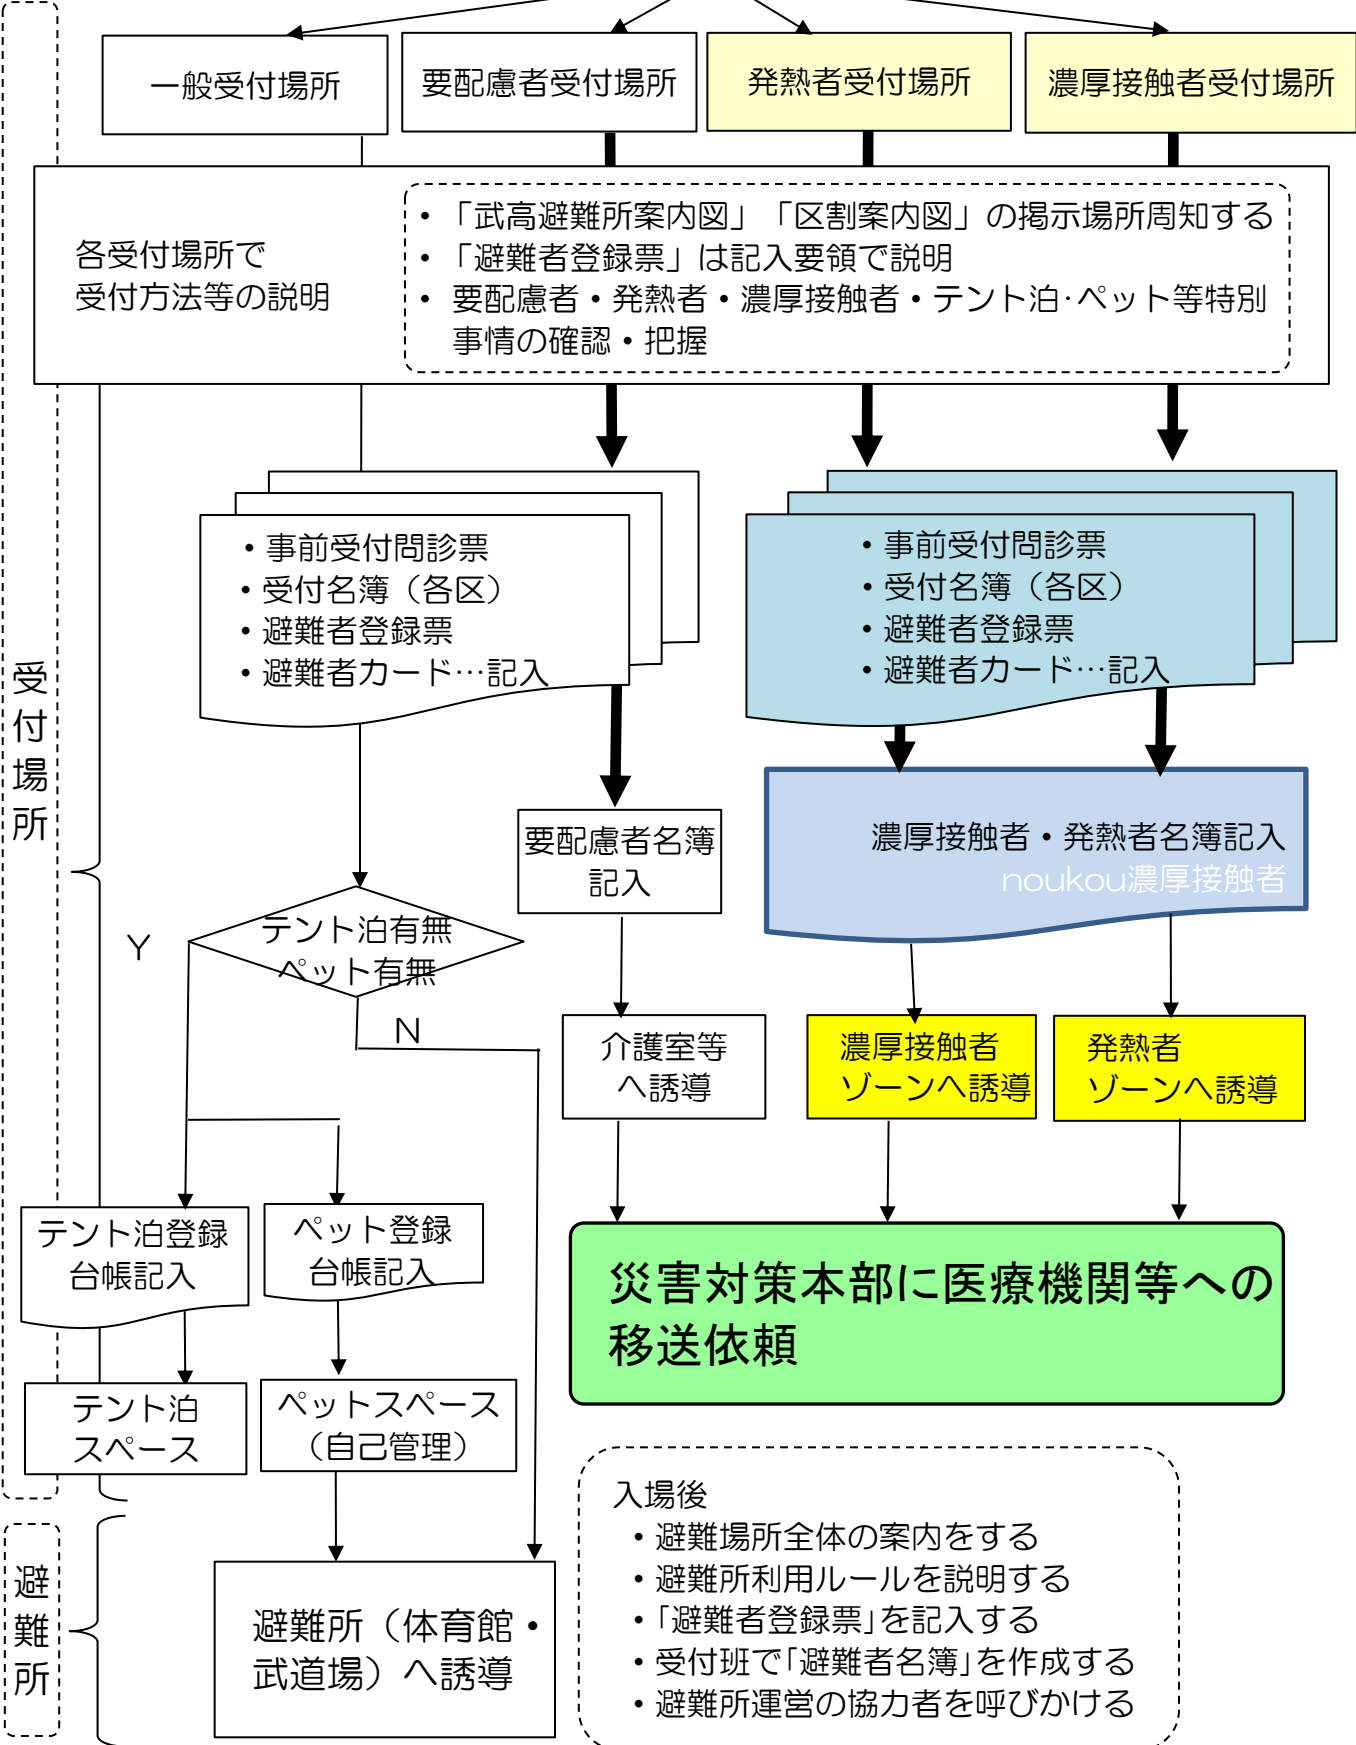 一般受付場所
要配慮者受付場所
発熱者受付場所
濃厚接触者受付場所
各受付場所で
受付方法等の説明
・「武高避難所案内図」「区割案内図」の掲示場所周知する
・「避難者登録票」は記入要領で説明
・ 要配慮者・発熱者・濃厚接触者・テント泊・ペット等特別
事情の確認・把握
・事前受付問診票
・受付名簿（各区）
・避難者登録票
・避難者カード…記入
・事前受付問診票
・受付名簿（各区）
・避難者登録票
・避難者カード…記入
受付場所
要配慮者名簿
記入
濃厚接触者・発熱者名簿記入
noukou濃厚接触者
テント泊有無
ペット有無
Y
N
介護室等
へ誘導
濃厚接触者
ゾーンへ誘導
発熱者
ゾーンへ誘導
テント泊登録
台帳記入
ペット登録
台帳記入
災害対策本部に医療機関等への
移送依頼
テント泊
スペース
ペットスペース
（自己管理）
避難所
避難所（体育館・
武道場）へ誘導
入場後
・避難場所全体の案内をする
・避難所利用ルールを説明する
・「避難者登録票」を記入する
・受付班で「避難者名簿」を作成する
・避難所運営の協力者を呼びかける